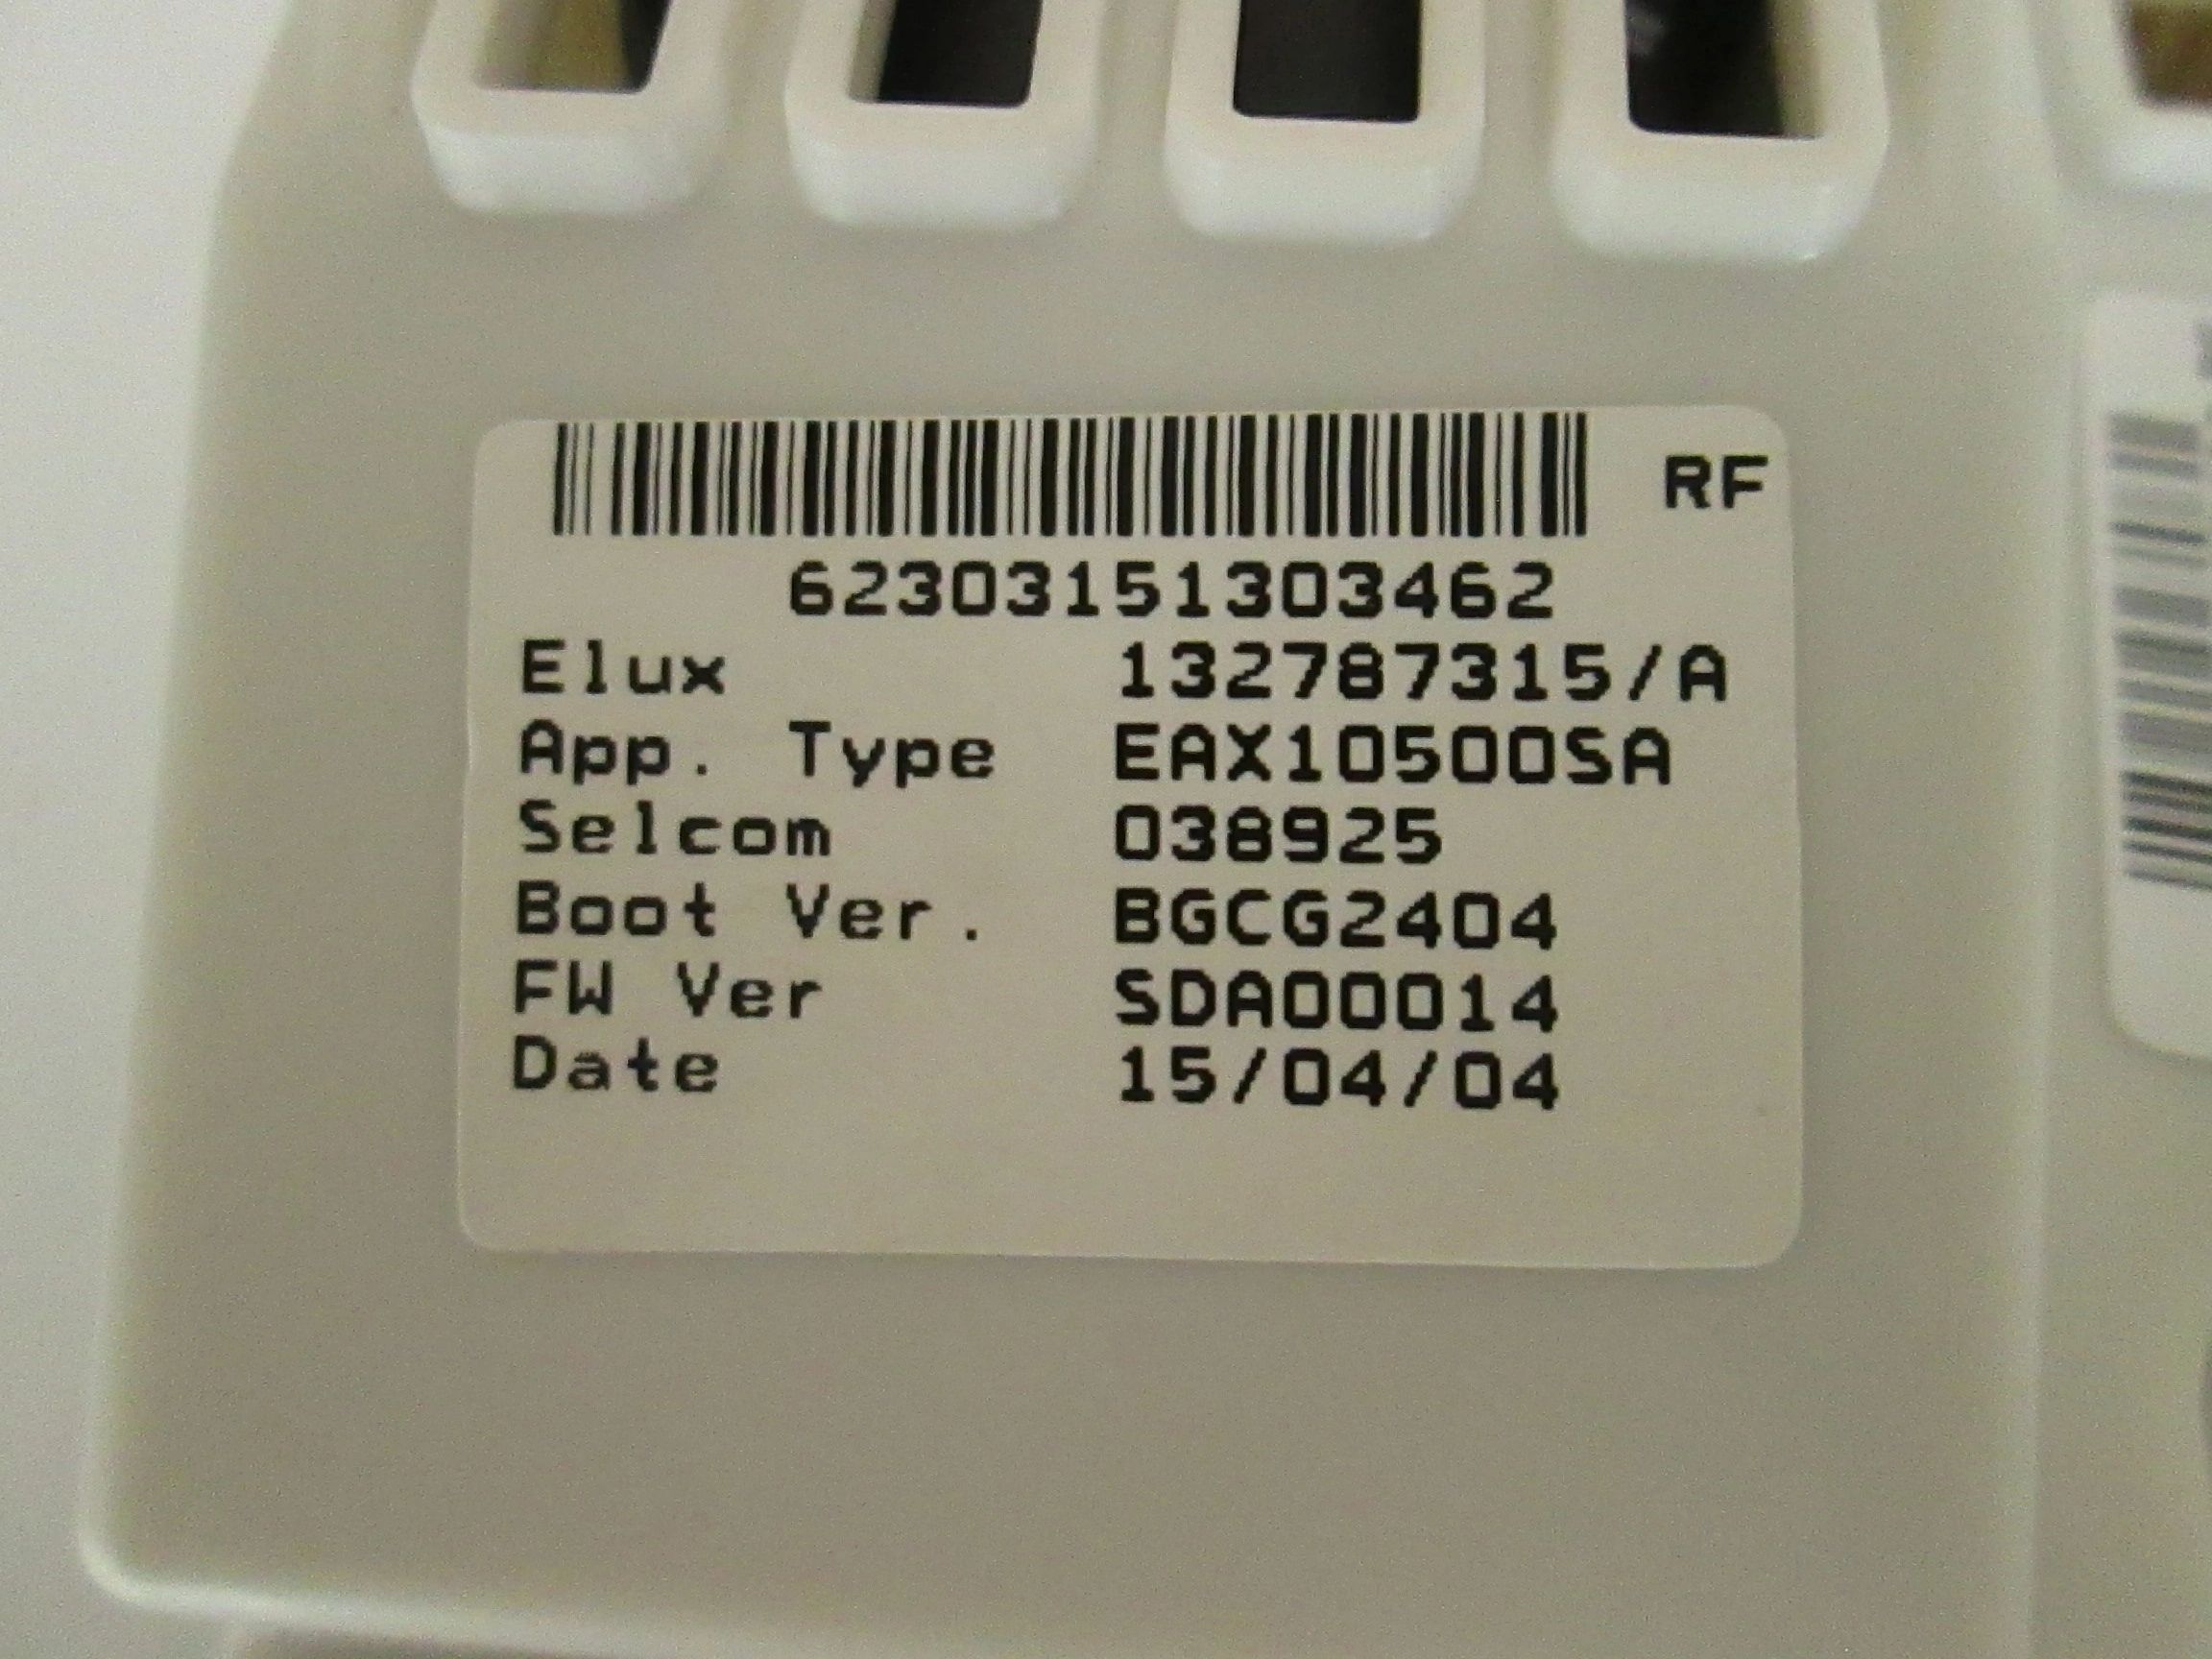 RF
62303151303462
Elux 132787315/A
App. Type EAX10500SA
Selcom 038925
Boot Ver. BGCG2404
FW Ver SDA00014
Date 15/04/04